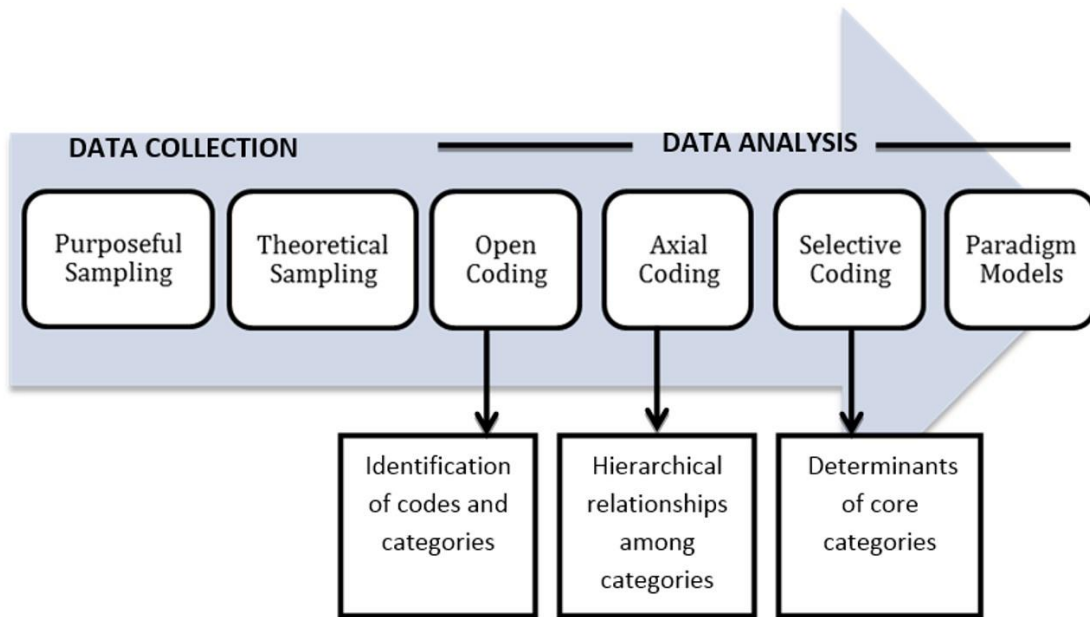 DATA COLLECTION
DATA ANALYSIS
Purposeful
Sampling
Theoretical
Sampling
Open
Coding
Axial
Coding
Selective
Coding
Paradigm
Models
Identification
of codes and
categories
Hierarchical
relationships
among
categories
Determinants
of core
categories